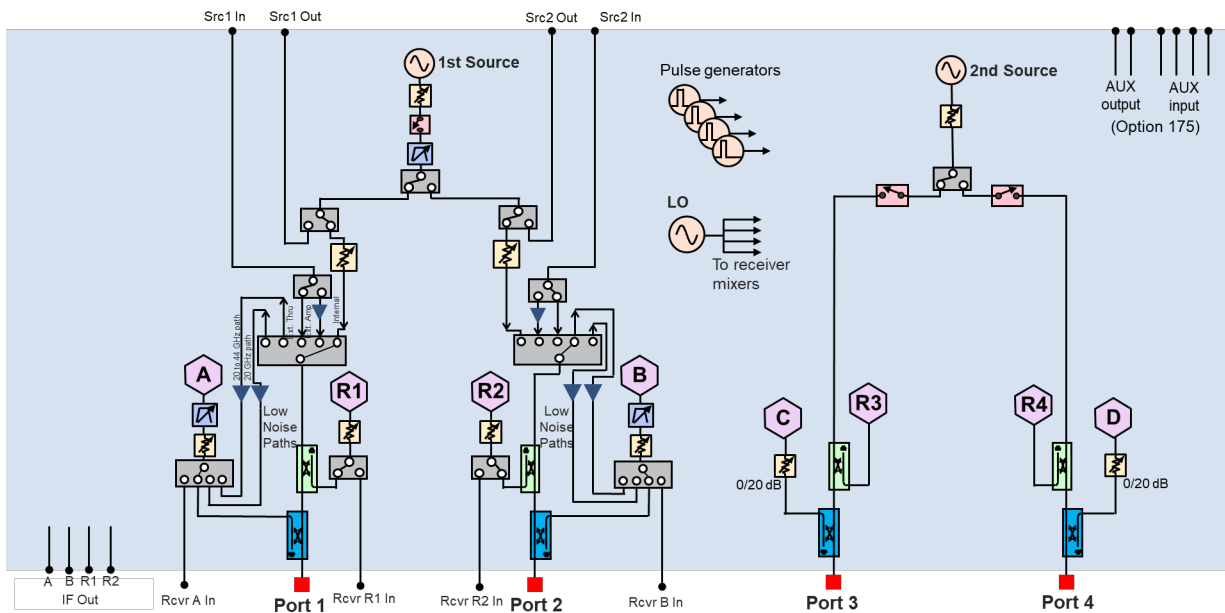 Src1 In
Src1 Out
Src2 Out
Src2 In
1st Source
Pulse generators
2nd Source
AUX output
AUX input
(Option 175)
LO
To receiver
mixers
Ext. Thru
Ext. Amp
Internal
20 to 44 GHz path
20 GHz path
A
R1
R2
B
C
R3
R4
D
Low
Noise
Paths
Low
Noise
Paths
0/20 dB
0/20 dB
A
B
R1
R2
IF Out
Rcvr A In
Port 1
Rcvr R1 In
Rcvr R2 In
Port 2
Rcvr B In
Port 3
Port 4